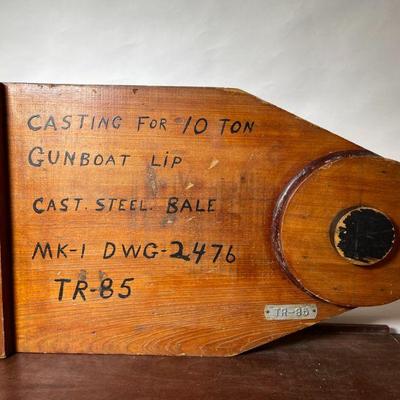 CASTING FOR 10 TON
GUNBOAT LIP
CAST. STEEL. BALE
MK-1 DWG-2476
TR-85
TR-85